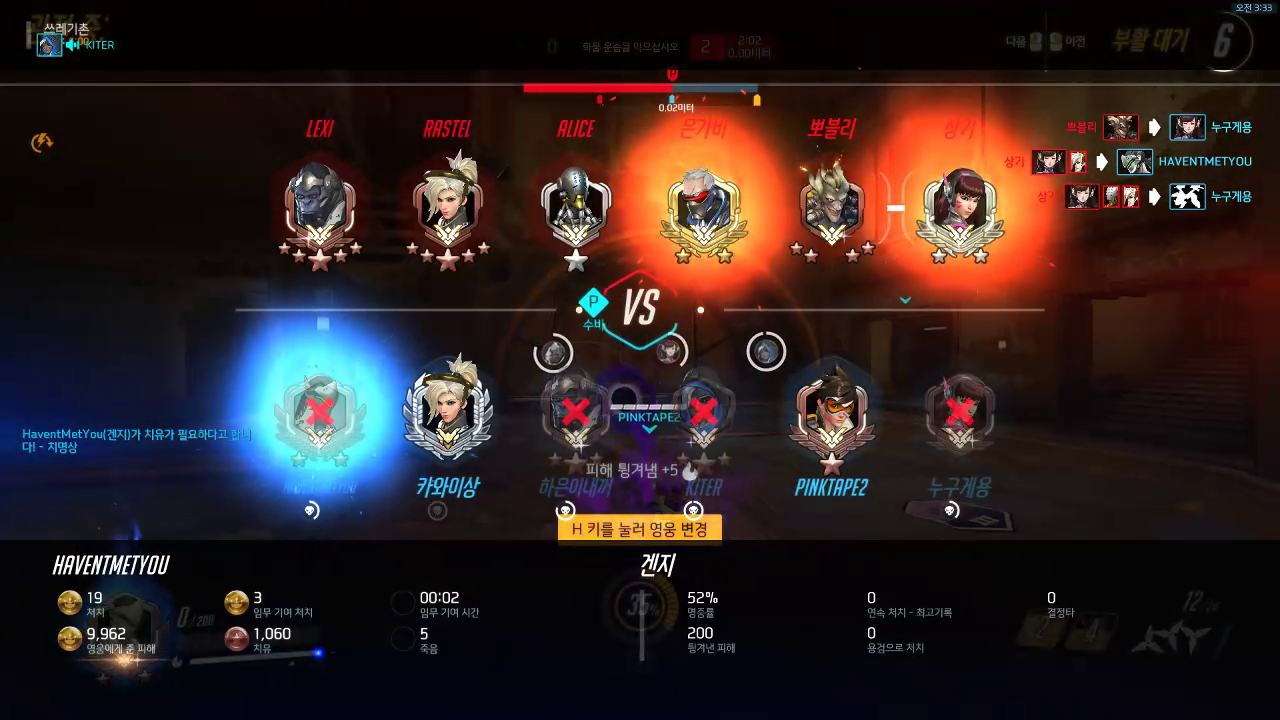 오전 3:33
쓰레기촌
KITER
0
화물 운송을 막으십시오
2
2:02
0.00미터
다음
이전
부활 대기
6
0.02미터
LEXI
RASTEL
ALICE
은가비
뽀블리
상기
뽀블리
누구게용
상기
HAVENTMETYOU
상?
누구게용
P
수비
VS
PINKTAPE2
HaventMetYou(겐지)가 치유가 필요하다고 합니
다! - 치명상
피해 튕겨냄 +5
카와이상
하은이내꺼
KITER
PINKTAPE2
누구게용
H 키를 눌러 영웅 변경
HAVENTMETYOU
겐지
19
처치
3
임무 기여 처치
00:02
임무 기여 시간
52%
명중률
0
연속 처치 - 최고기록
0
결정타
9,962
영웅에게 준 피해
1,060
치유
5
죽음
200
튕겨낸 피해
0
용검으로 처치